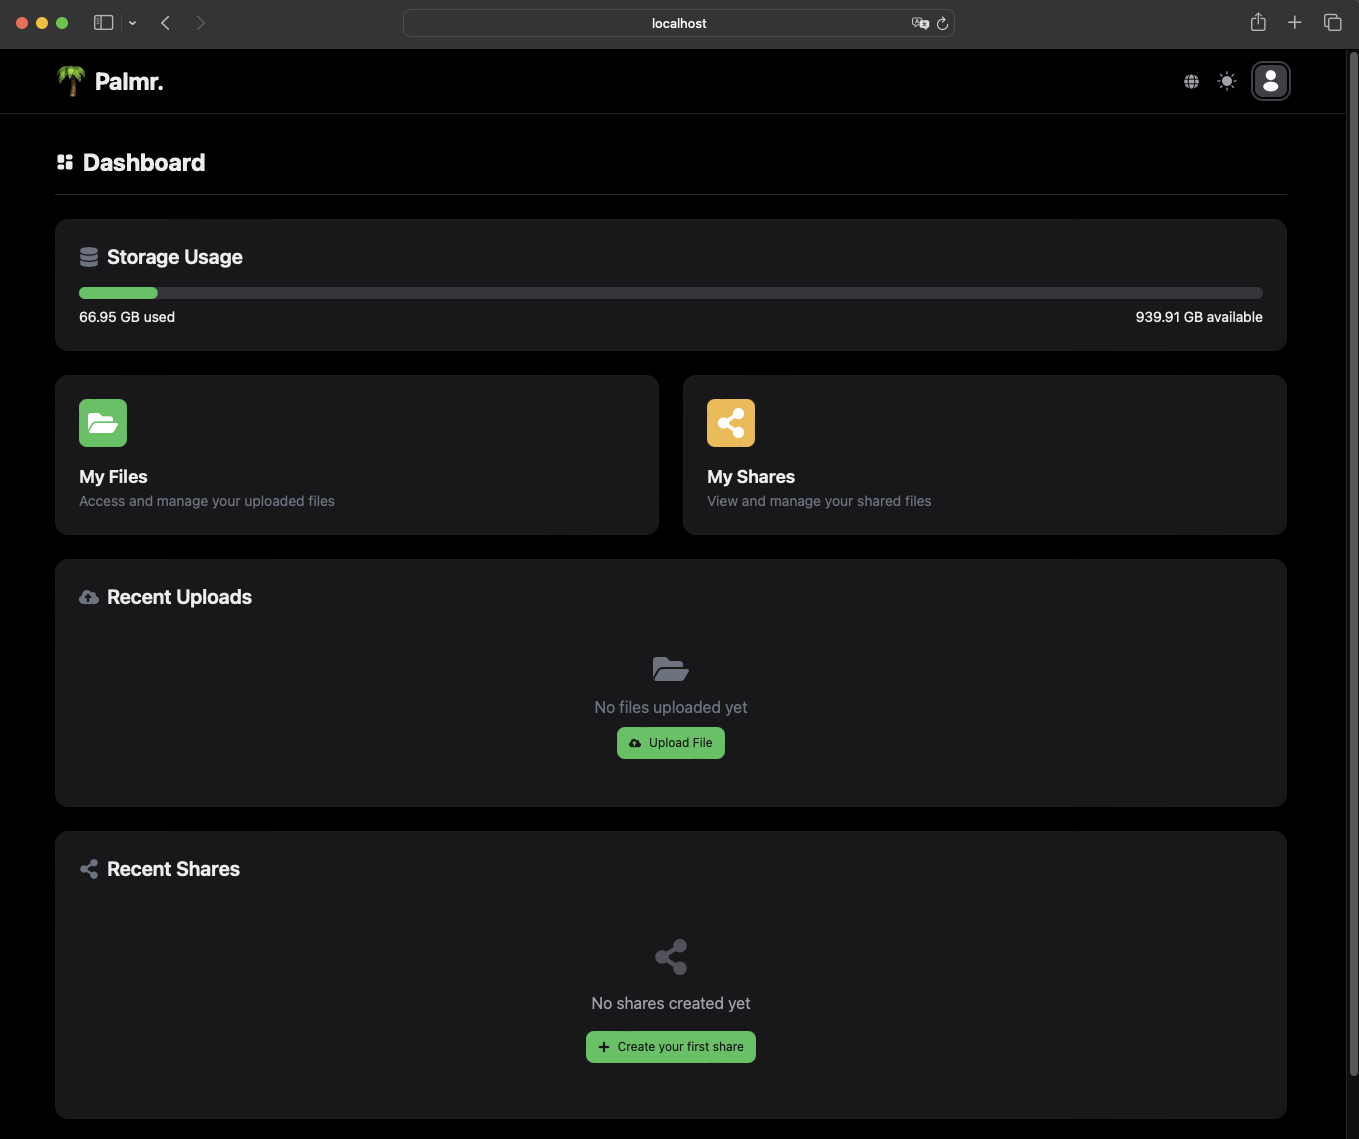 localhost
Palmr.
Dashboard
Storage Usage
66.95 GB used
939.91 GB available
My Files
Access and manage your uploaded files
My Shares
View and manage your shared files
Recent Uploads
No files uploaded yet
Upload File
Recent Shares
No shares created yet
Create your first share